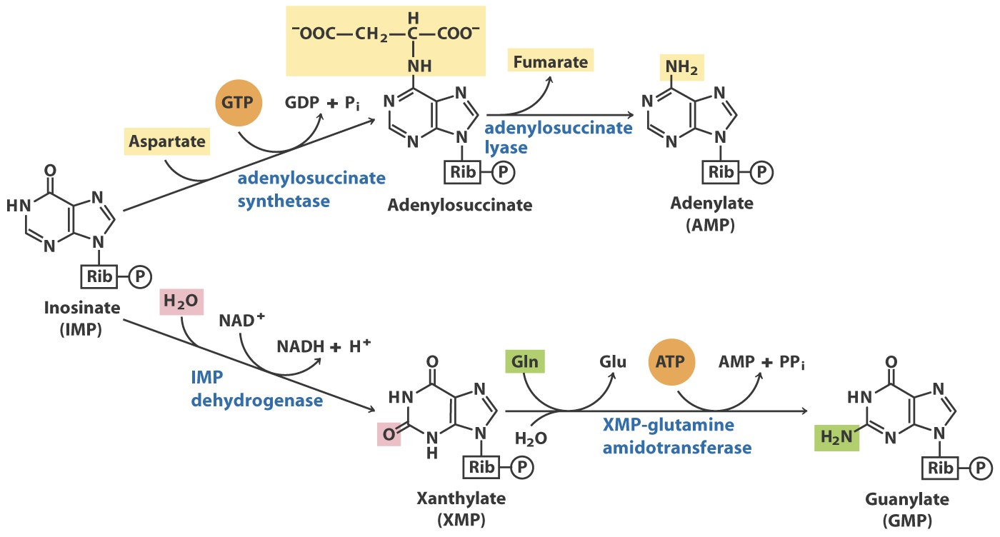 H
⁻OOC—CH₂—C—COO⁻
NH
N
N
N
N
Rib
P
Adenylosuccinate
GTP
GDP + Pᵢ
Aspartate
adenylosuccinate
synthetase
Fumarate
adenylosuccinate
lyase
NH₂
N
N
N
N
Rib
P
Adenylate
(AMP)
O
HN
N
N
N
Rib
P
Inosinate
(IMP)
H₂O
NAD⁺
NADH + H⁺
IMP
dehydrogenase
O
HN
N
O
N
H
N
Rib
P
Xanthylate
(XMP)
Gln
Glu
ATP
AMP + PPᵢ
H₂O
XMP-glutamine
amidotransferase
O
HN
N
H₂N
N
N
Rib
P
Guanylate
(GMP)